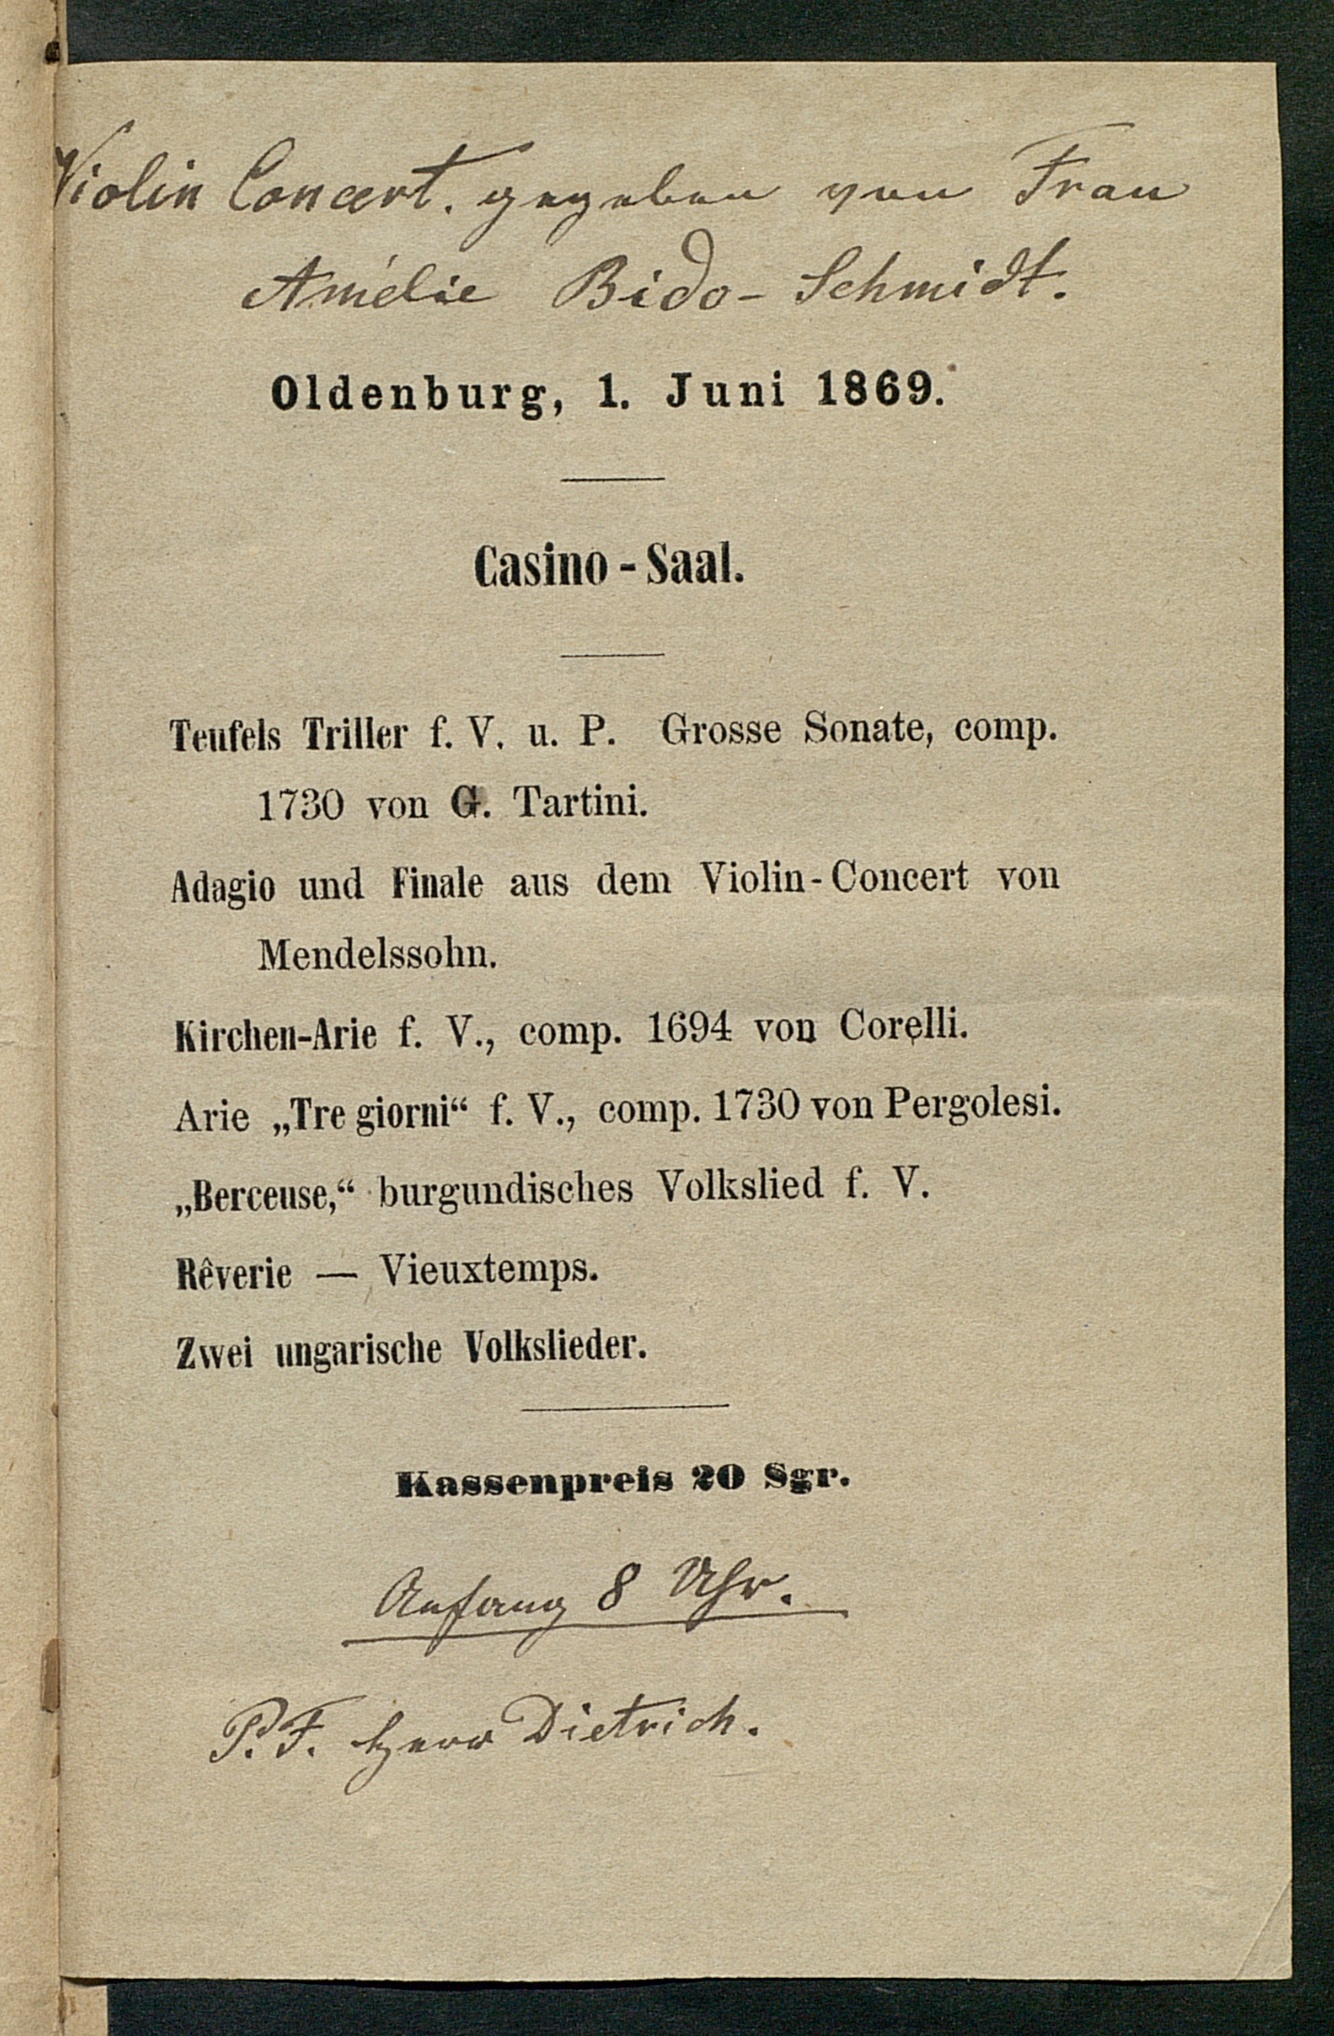 Violin Concert. gegeben von Frau
Amélie Bido-Schmidt.
Oldenburg, 1. Juni 1869.
Casino-Saal.
Teufels Triller f. V. u. P. Grosse Sonate, comp.
1730 von G. Tartini.
Adagio und Finale aus dem Violin-Concert von
Mendelssohn.
Kirchen-Arie f. V., comp. 1694 von Corelli.
Arie „Tre giorni“ f. V., comp. 1730 von Pergolesi.
„Berceuse,“ burgundisches Volkslied f. V.
Rêverie — Vieuxtemps.
Zwei ungarische Volkslieder.
Kassenpreis 20 Sgr.
Anfang 8 Uhr.
P. F. Herr Dietrich.